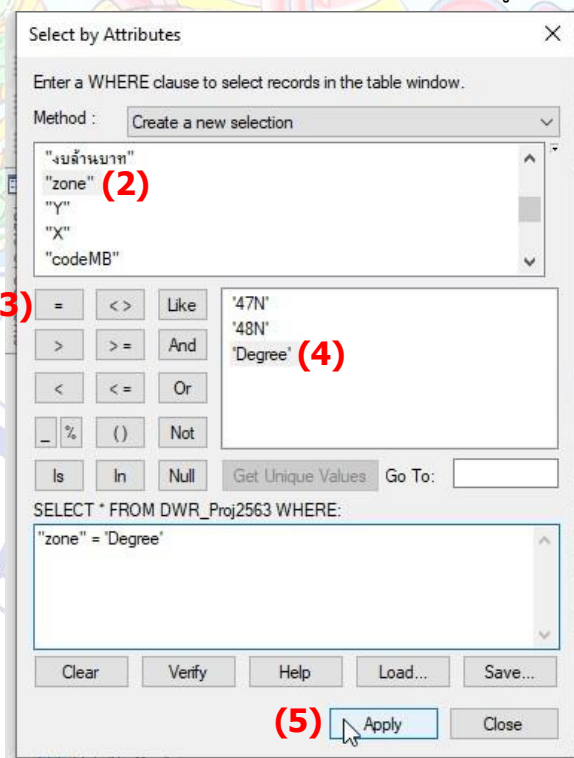 Select by Attributes
Enter a WHERE clause to select records in the table window.
Method : Create a new selection
"งบล้านบาท"
"zone" (2)
"Y"
"X"
"codeMB"
3) = < > Like '47N'
'48N'
> > = And 'Degree' (4)
< < = Or
_ % ( ) Not
Is In Null Get Unique Values Go To:
SELECT * FROM DWR_Proj2563 WHERE:
"zone" = 'Degree'
Clear Verify Help Load... Save...
(5) Apply Close